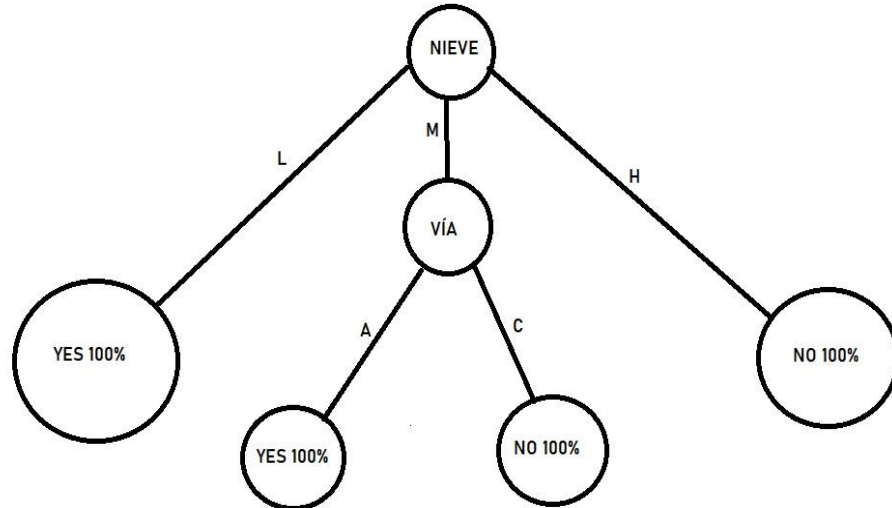 NIEVE
L
M
H
VÍA
A
C
YES 100%
NO 100%
YES 100%
NO 100%